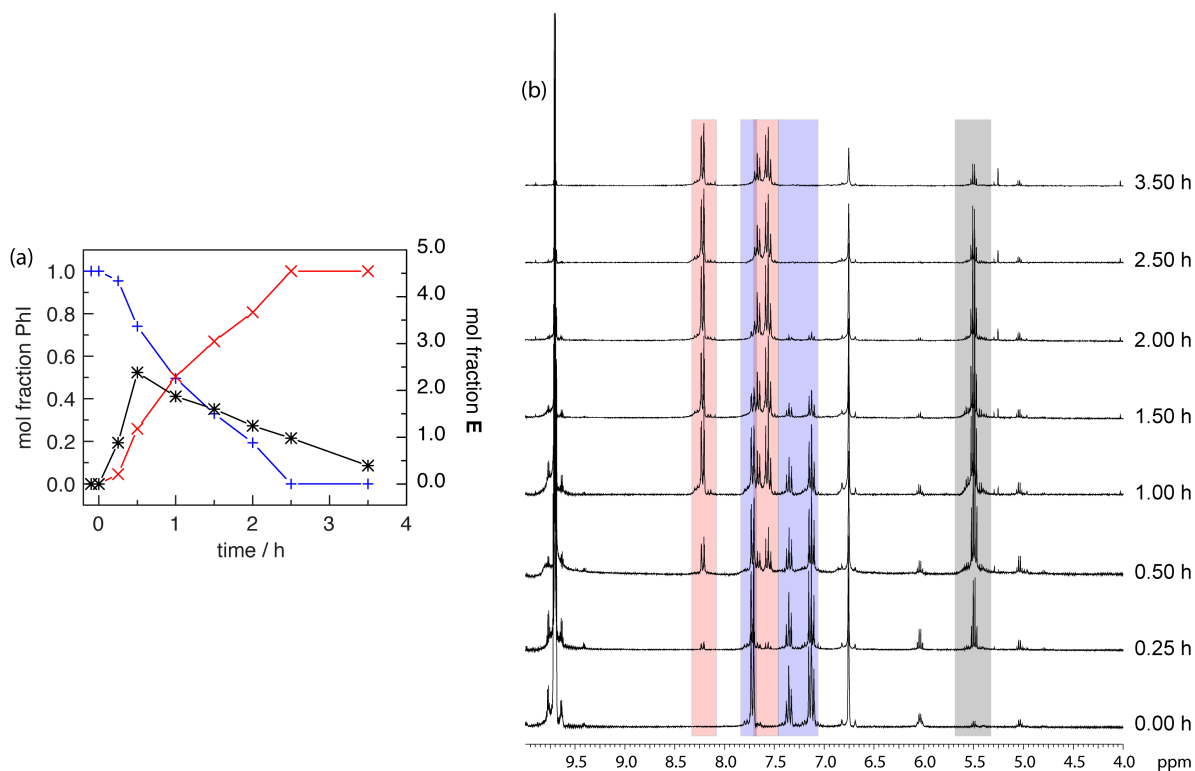 (a)
mol fraction PhI
1.0
0.8
0.6
0.4
0.2
0.0
0
1
2
3
4
time / h
5.0
4.0
3.0
2.0
1.0
0.0
mol fraction E
(b)
3.50 h
2.50 h
2.00 h
1.50 h
1.00 h
0.50 h
0.25 h
0.00 h
9.5 9.0 8.5 8.0 7.5 7.0 6.5 6.0 5.5 5.0 4.5 4.0 ppm